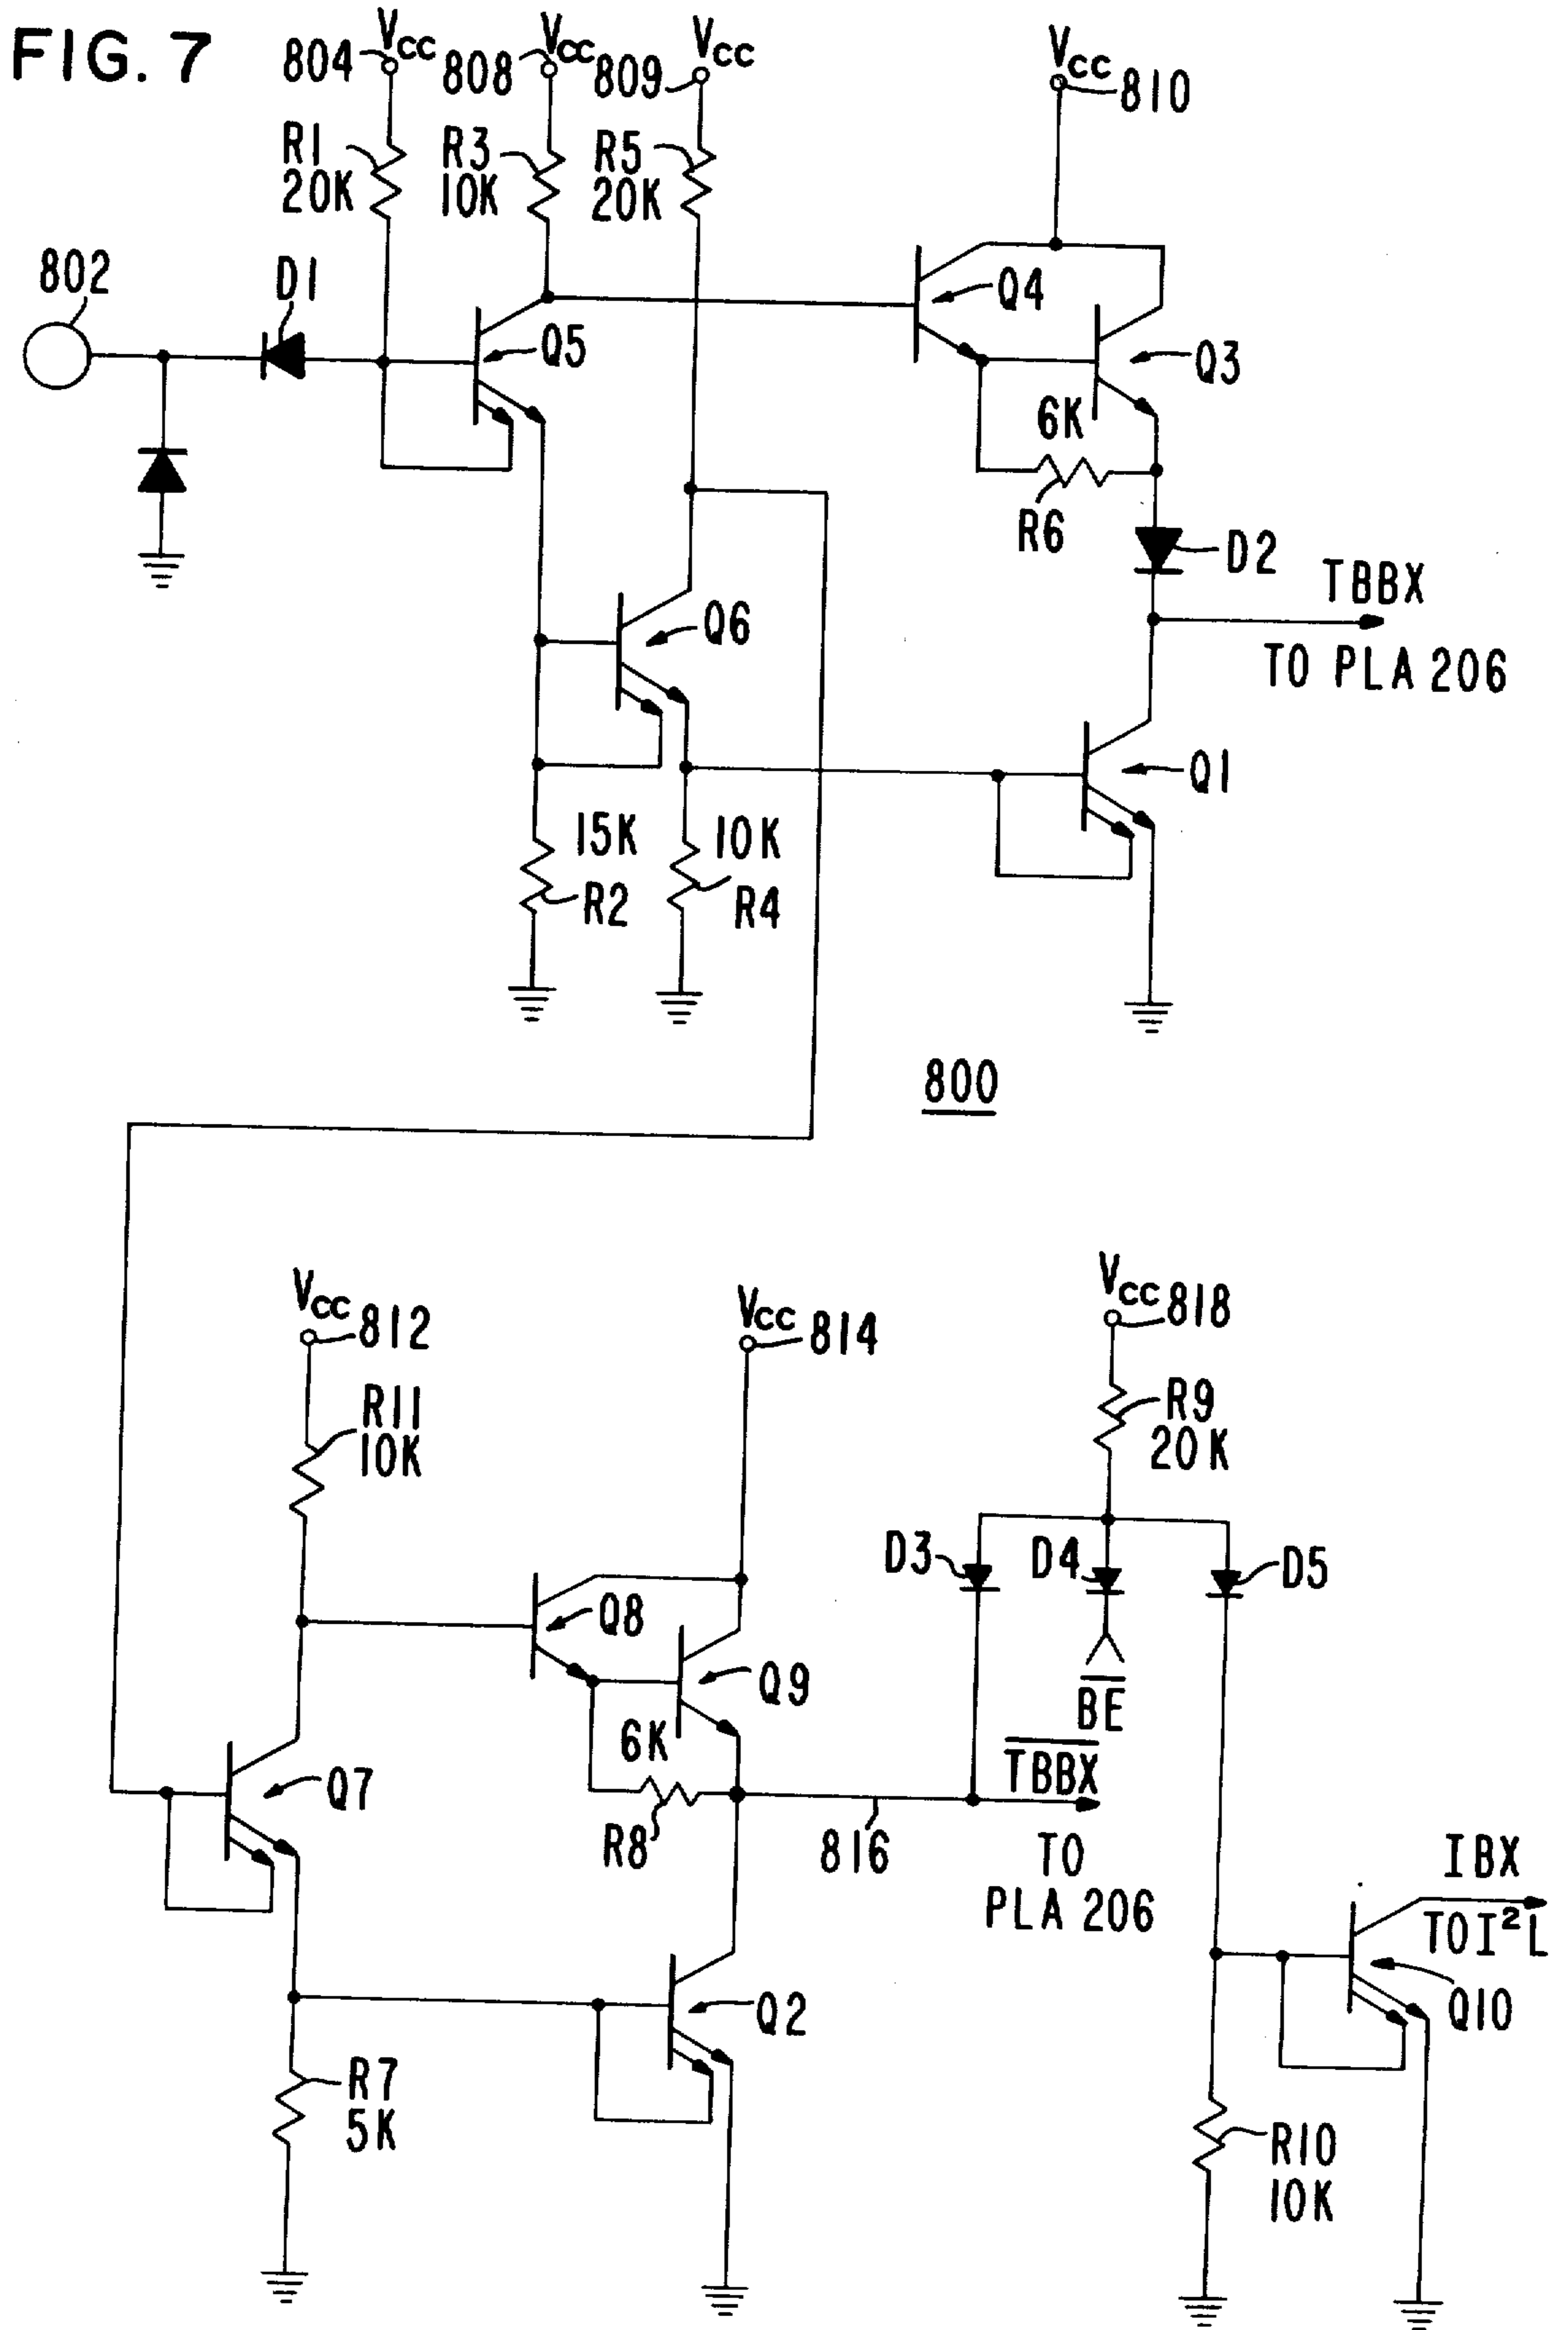 FIG. 7
804 Vcc
808 Vcc
809 Vcc
Vcc 810
R1
20K
R3
10K
R5
20K
802
D1
Q5
Q4
Q3
6K
R6
D2
TBBX
TO PLA 206
Q6
Q1
15K
R2
10K
R4
800
Vcc 812
Vcc 814
Vcc 818
R11
10K
R9
20K
D3
D4
D5
Q8
B̅E̅
Q9
6K
T̅B̅B̅X̅
Q7
R8
816
TO
PLA 206
IBX
TO I²L
Q10
Q2
R7
5K
R10
10K